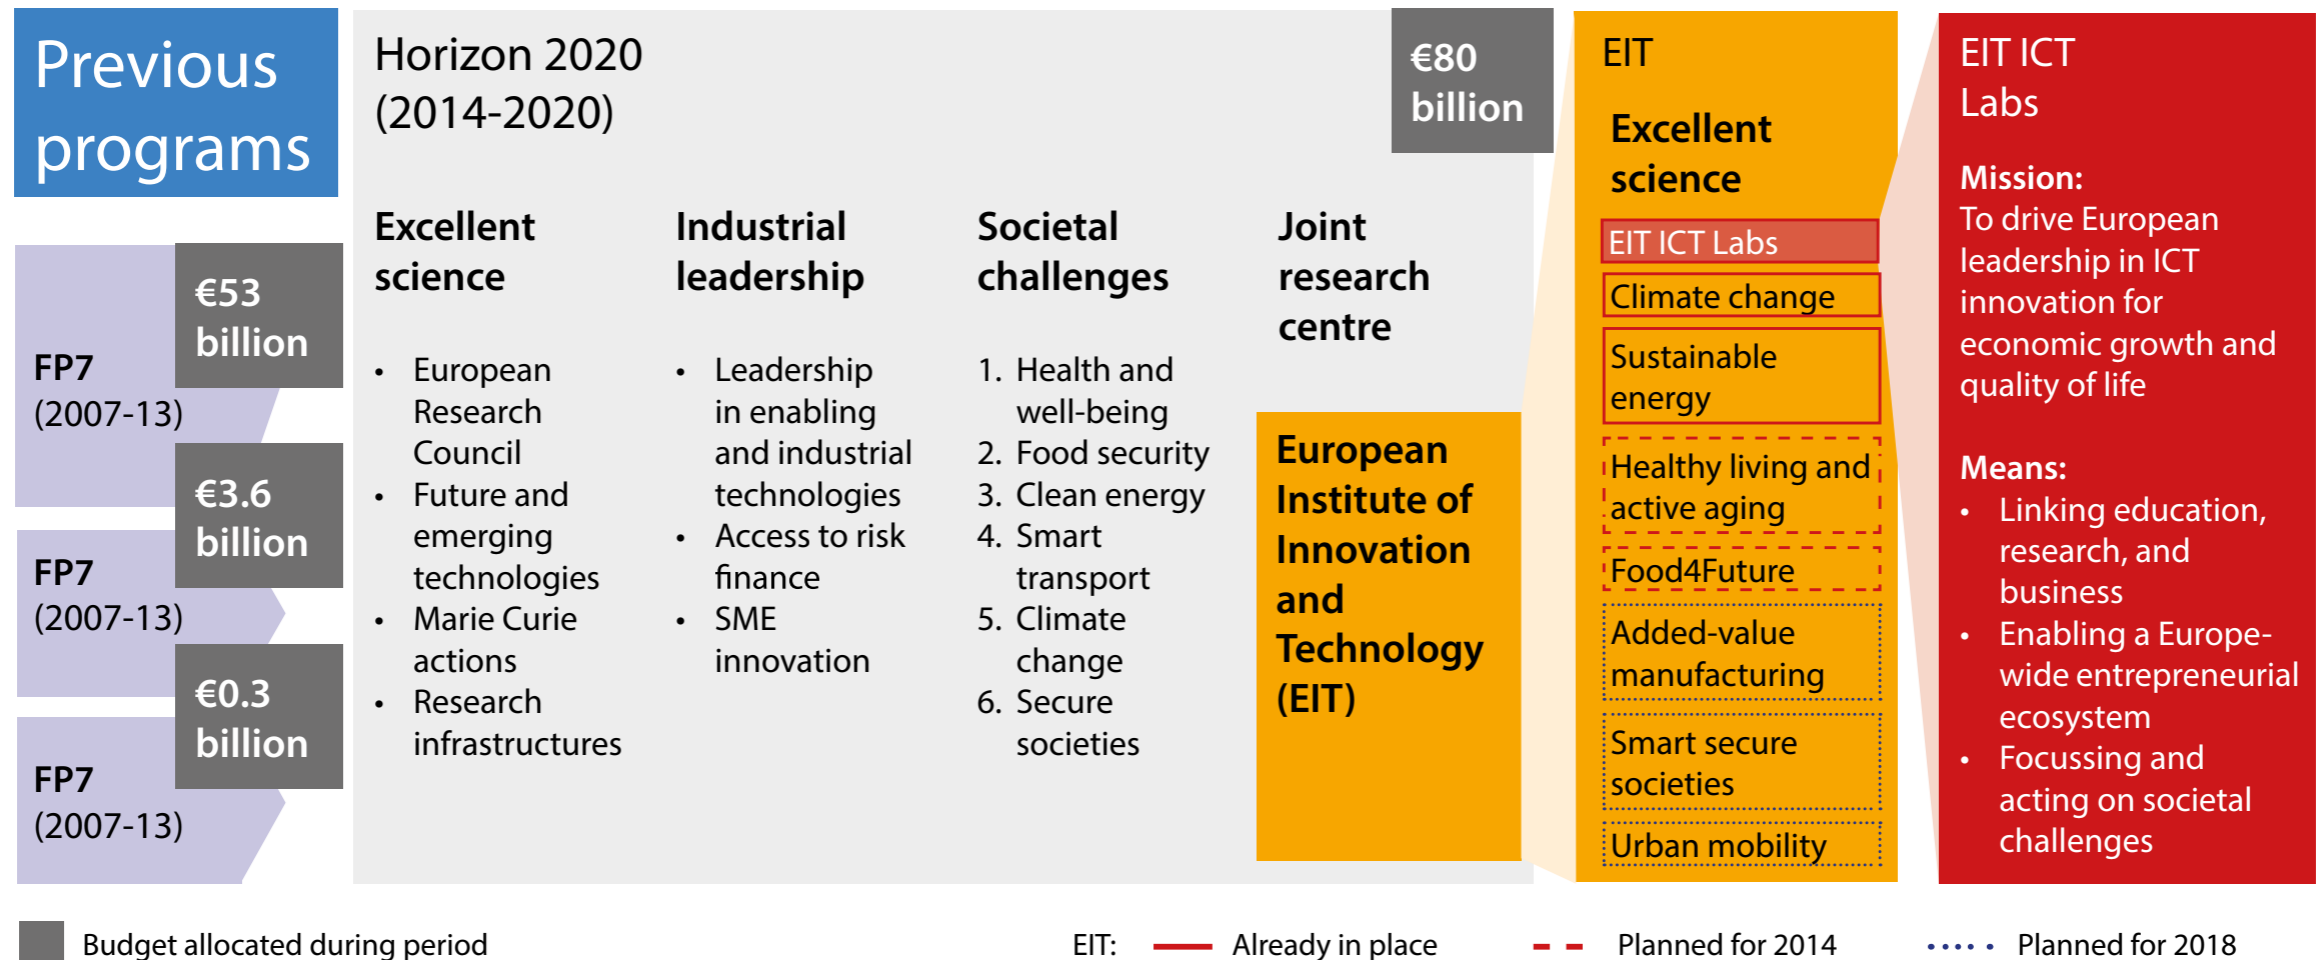 Previous
programs
€53
billion
FP7
(2007-13)
€3.6
billion
FP7
(2007-13)
€0.3
billion
FP7
(2007-13)
Horizon 2020
(2014-2020)
€80
billion
Excellent
science
• European
Research
Council
• Future and
emerging
technologies
• Marie Curie
actions
• Research
infrastructures
Industrial
leadership
• Leadership
in enabling
and industrial
technologies
• Access to risk
finance
• SME
innovation
Societal
challenges
1. Health and
well-being
2. Food security
3. Clean energy
4. Smart
transport
5. Climate
change
6. Secure
societies
Joint
research
centre
European
Institute of
Innovation
and
Technology
(EIT)
EIT
Excellent
science
EIT ICT Labs
Climate change
Sustainable
energy
Healthy living and
active aging
Food4Future
Added-value
manufacturing
Smart secure
societies
Urban mobility
EIT ICT
Labs
Mission:
To drive European
leadership in ICT
innovation for
economic growth and
quality of life
Means:
• Linking education,
research, and
business
• Enabling a Europe-
wide entrepreneurial
ecosystem
• Focussing and
acting on societal
challenges
Budget allocated during period
EIT: Already in place
Planned for 2014
Planned for 2018